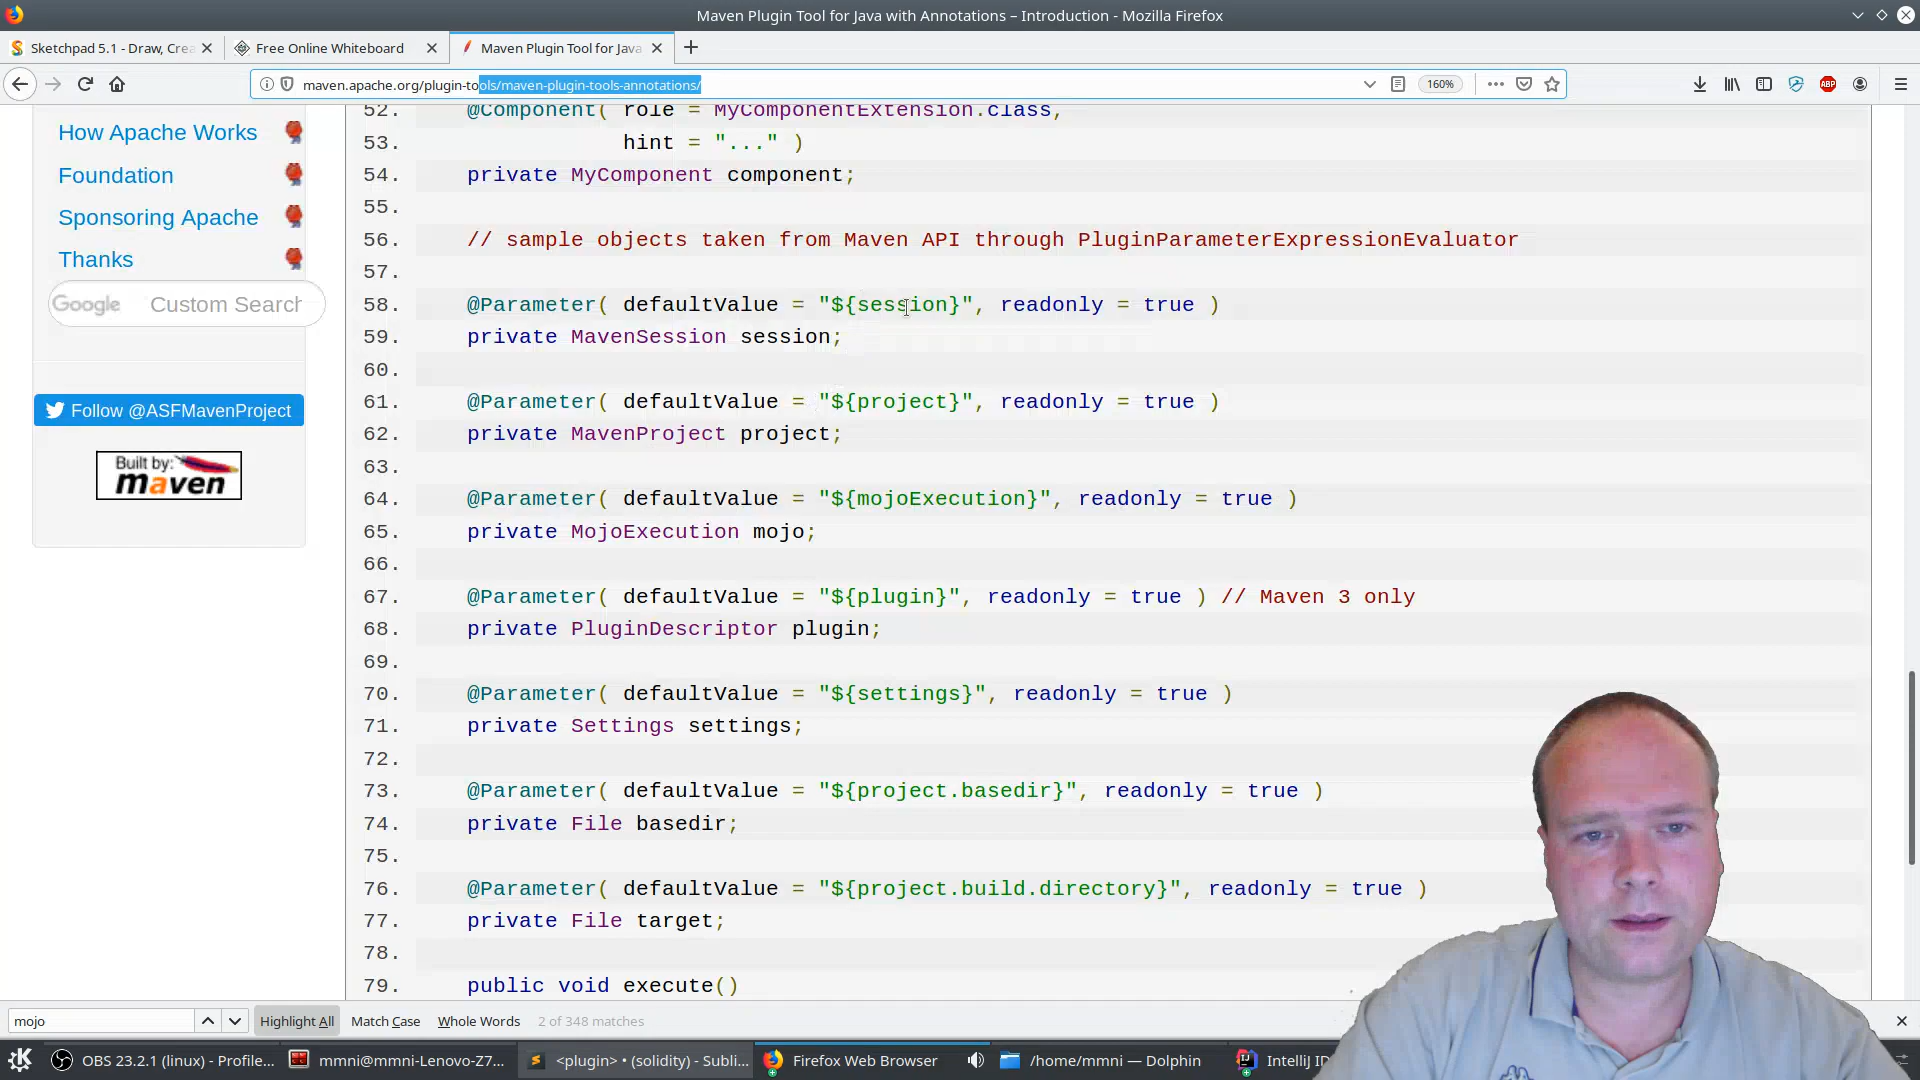 Maven Plugin Tool for Java with Annotations – Introduction - Mozilla Firefox
Sketchpad 5.1 - Draw, Crea
Free Online Whiteboard
Maven Plugin Tool for Java
maven.apache.org/plugin-tools/maven-plugin-tools-annotations/
160%
ABP
How Apache Works
Foundation
Sponsoring Apache
Thanks
Google Custom Search
Follow @ASFMavenProject
Built by:
maven
52. @Component( role = MyComponentExtension.class,
53. hint = "..." )
54. private MyComponent component;
55.
56. // sample objects taken from Maven API through PluginParameterExpressionEvaluator
57.
58. @Parameter( defaultValue = "${session}", readonly = true )
59. private MavenSession session;
60.
61. @Parameter( defaultValue = "${project}", readonly = true )
62. private MavenProject project;
63.
64. @Parameter( defaultValue = "${mojoExecution}", readonly = true )
65. private MojoExecution mojo;
66.
67. @Parameter( defaultValue = "${plugin}", readonly = true ) // Maven 3 only
68. private PluginDescriptor plugin;
69.
70. @Parameter( defaultValue = "${settings}", readonly = true )
71. private Settings settings;
72.
73. @Parameter( defaultValue = "${project.basedir}", readonly = true )
74. private File basedir;
75.
76. @Parameter( defaultValue = "${project.build.directory}", readonly = true )
77. private File target;
78.
79. public void execute()
mojo
Highlight All
Match Case
Whole Words
2 of 348 matches
OBS 23.2.1 (linux) - Profile...
mmni@mmni-Lenovo-Z7...
<plugin> • (solidity) - Subli...
Firefox Web Browser
/home/mmni — Dolphin
IntelliJ ID